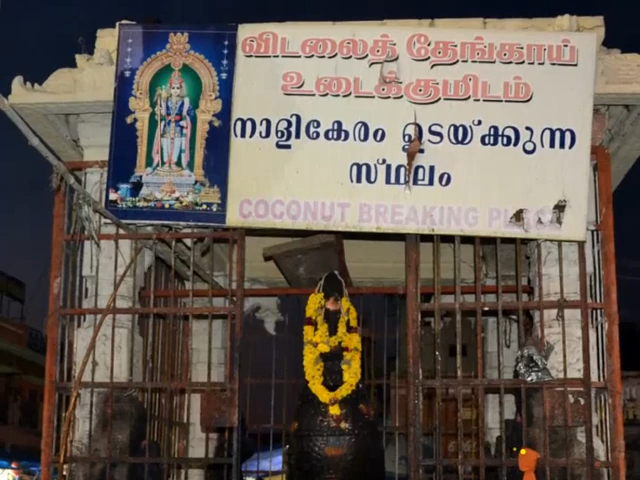 விடலைத் தேங்காய்
உடைக்குமிடம்
നാളികേരം ഉടയ്ക്കുന്ന
സ്ഥലം
COCONUT BREAKING PLACE